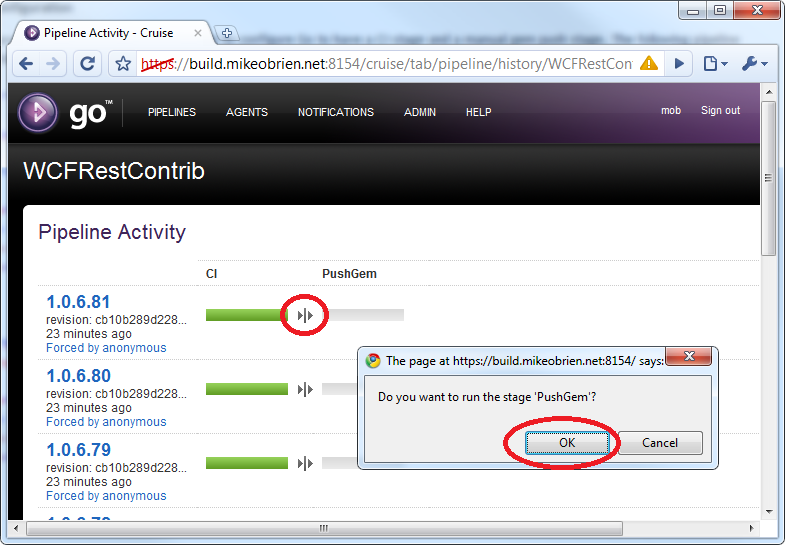 Pipeline Activity - Cruise
https://build.mikeobrien.net:8154/cruise/tab/pipeline/history/WCFRestCont
go™
PIPELINES AGENTS NOTIFICATIONS ADMIN HELP mob Sign out
WCFRestContrib
Pipeline Activity
CI PushGem
1.0.6.81
revision: cb10b289d228...
23 minutes ago
Forced by anonymous
The page at https://build.mikeobrien.net:8154/ says:
Do you want to run the stage 'PushGem'?
OK Cancel
1.0.6.80
revision: cb10b289d228...
23 minutes ago
Forced by anonymous
1.0.6.79
revision: cb10b289d228...
23 minutes ago
Forced by anonymous